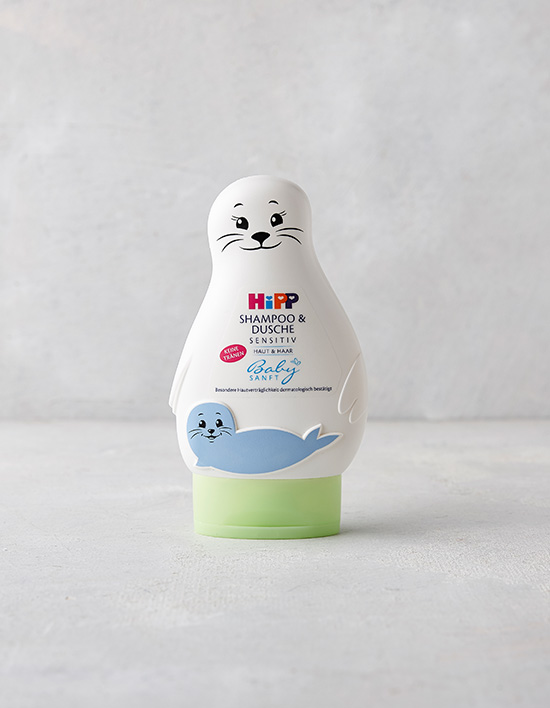 HiPP
SHAMPOO &
DUSCHE
SENSITIV
KEINE
TRÄNEN
HAUT & HAAR
Baby
SANFT
Besondere Hautverträglichkeit dermatologisch bestätigt